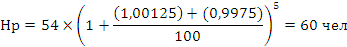 Нр = 54 × (1 + ((1,00125) + (0,9975)) / 100)^5 = 60 чел